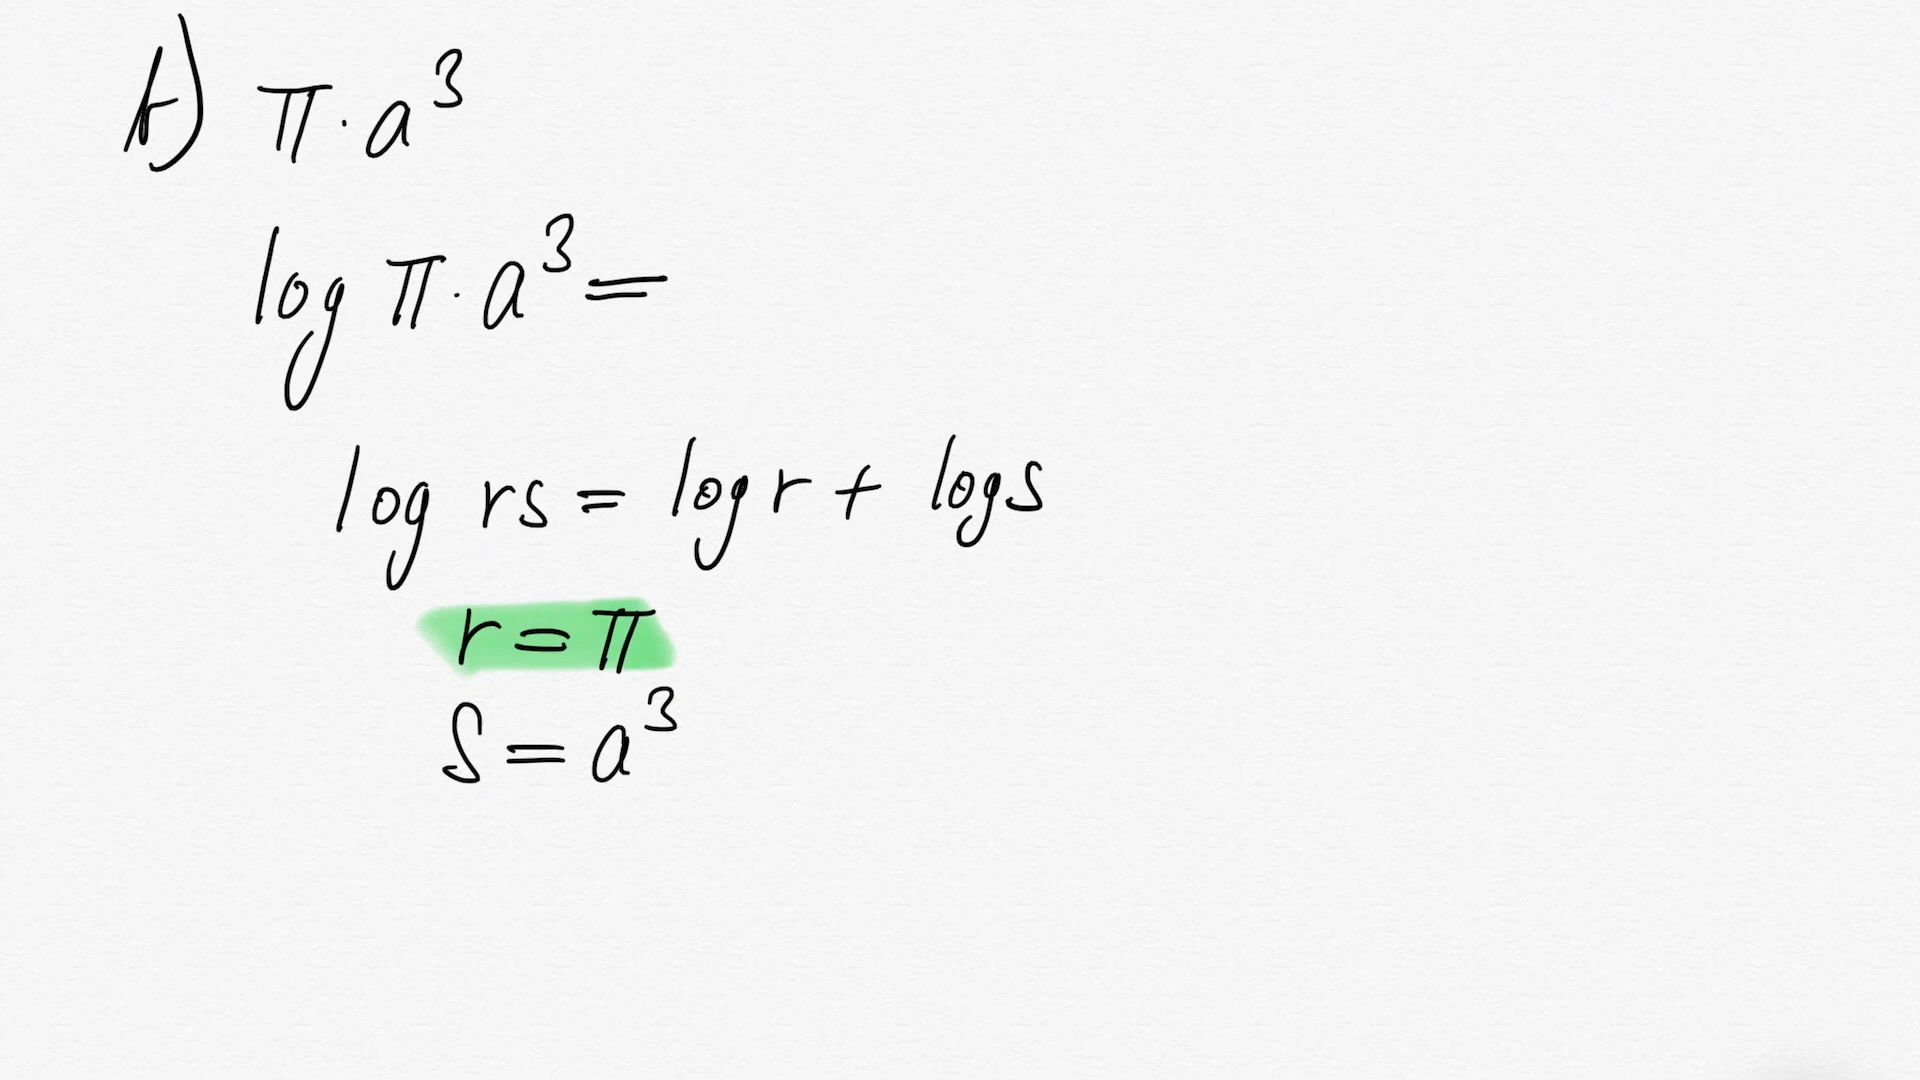 A) π · a³
log π · a³ =
log rs = log r + log s
r = π
s = a³